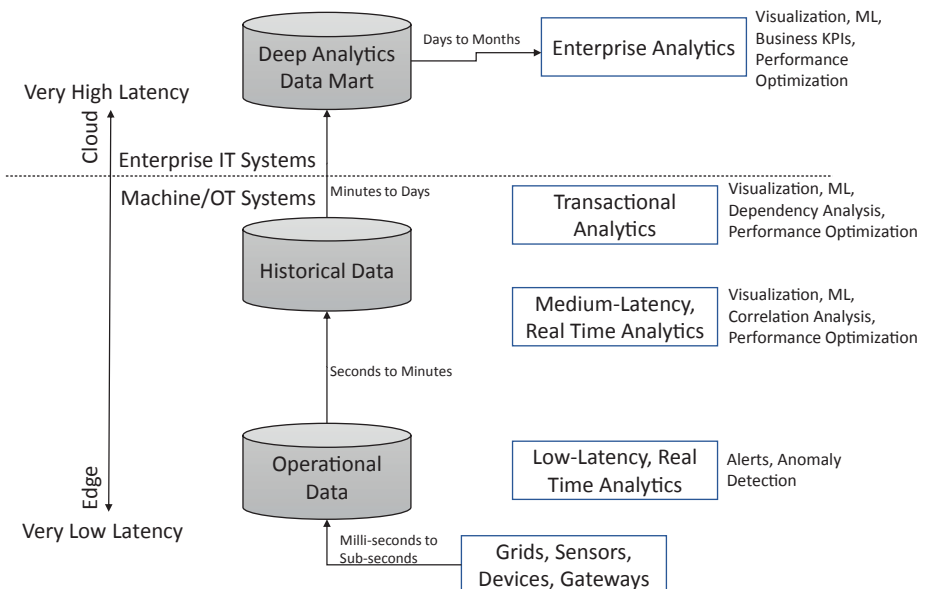 Deep Analytics
Data Mart
Days to Months
Enterprise Analytics
Visualization, ML,
Business KPIs,
Performance
Optimization
Very High Latency
Cloud
Enterprise IT Systems
Machine/OT Systems
Minutes to Days
Transactional
Analytics
Visualization, ML,
Dependency Analysis,
Performance Optimization
Historical Data
Medium-Latency,
Real Time Analytics
Visualization, ML,
Correlation Analysis,
Performance Optimization
Seconds to Minutes
Operational
Data
Low-Latency, Real
Time Analytics
Alerts, Anomaly
Detection
Edge
Very Low Latency
Milli-seconds to
Sub-seconds
Grids, Sensors,
Devices, Gateways